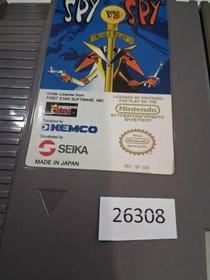 SPY VS SPY
Under License from
FIRST STAR SOFTWARE, INC
LICENSED BY NINTENDO
FOR PLAY ON THE
Nintendo
ENTERTAINMENT
SYSTEM
Published by
KEMCO
Distributed by
SEIKA
MADE IN JAPAN
26308